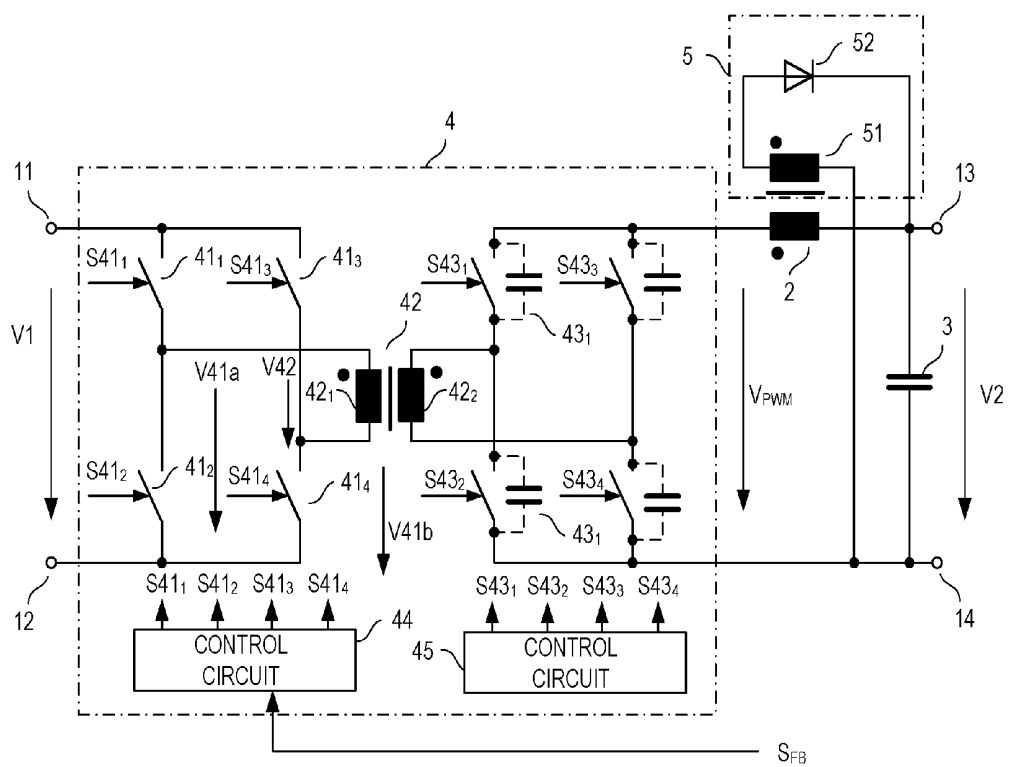 5
52
4
51
11
13
S41₁
41₁
S41₃
41₃
S43₁
S43₃
2
42
43₁
3
V1
V41a
V42
42₁
42₂
V_PWM
V2
S41₂
41₂
S41₄
41₄
S43₂
S43₄
V41b
43₁
12
14
S41₁ S41₂ S41₃ S41₄
S43₁ S43₂ S43₃ S43₄
44
45
CONTROL
CIRCUIT
CONTROL
CIRCUIT
S_FB